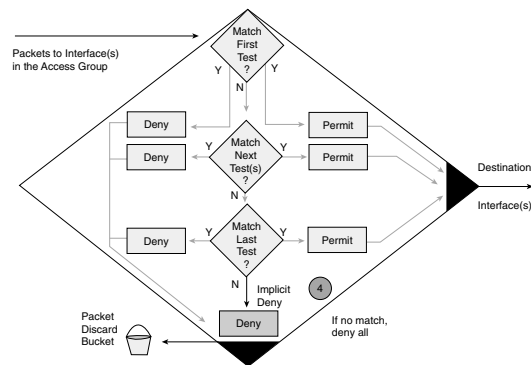 Match
First
Test
?
Packets to Interface(s)
in the Access Group
Y
Y
N
Deny
Permit
Deny
Y
Match
Next
Test(s)
?
Y
Permit
Destination
Interface(s)
N
Deny
Y
Match
Last
Test
?
Y
Permit
N
Implicit
Deny
4
Deny
If no match,
deny all
Packet
Discard
Bucket